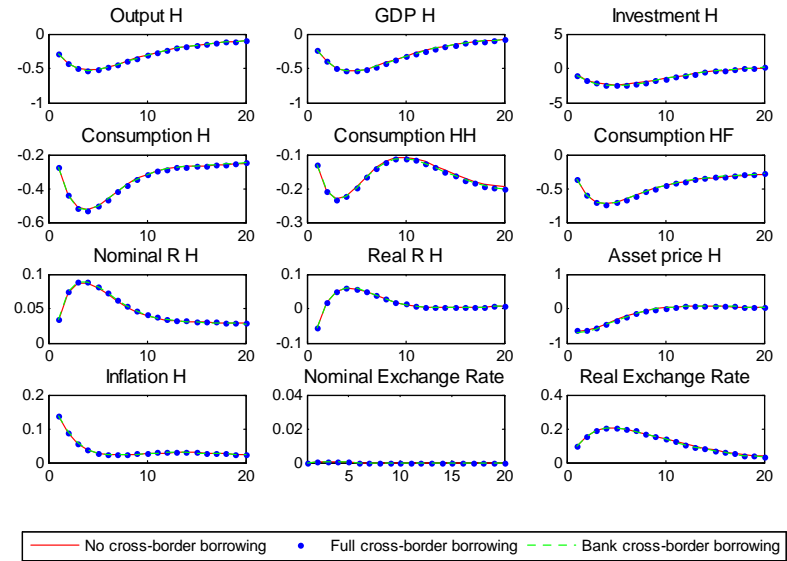 Output H GDP H Investment H
0 0 5
-0.5 -0.5 0
-1 -1 -5
0 10 20 0 10 20 0 10 20
Consumption H Consumption HH Consumption HF
-0.2 -0.1 0
-0.4 -0.2 -0.5
-0.6 -0.3 -1
0 10 20 0 10 20 0 10 20
Nominal R H Real R H Asset price H
0.1 0.1 1
0.05 0 0
0 -0.1 -1
0 10 20 0 10 20 0 10 20
Inflation H Nominal Exchange Rate Real Exchange Rate
0.2 0.04 0.4
0.1 0.02 0.2
0 0 0
0 10 20 5 10 15 20 0 10 20
No cross-border borrowing Full cross-border borrowing Bank cross-border borrowing